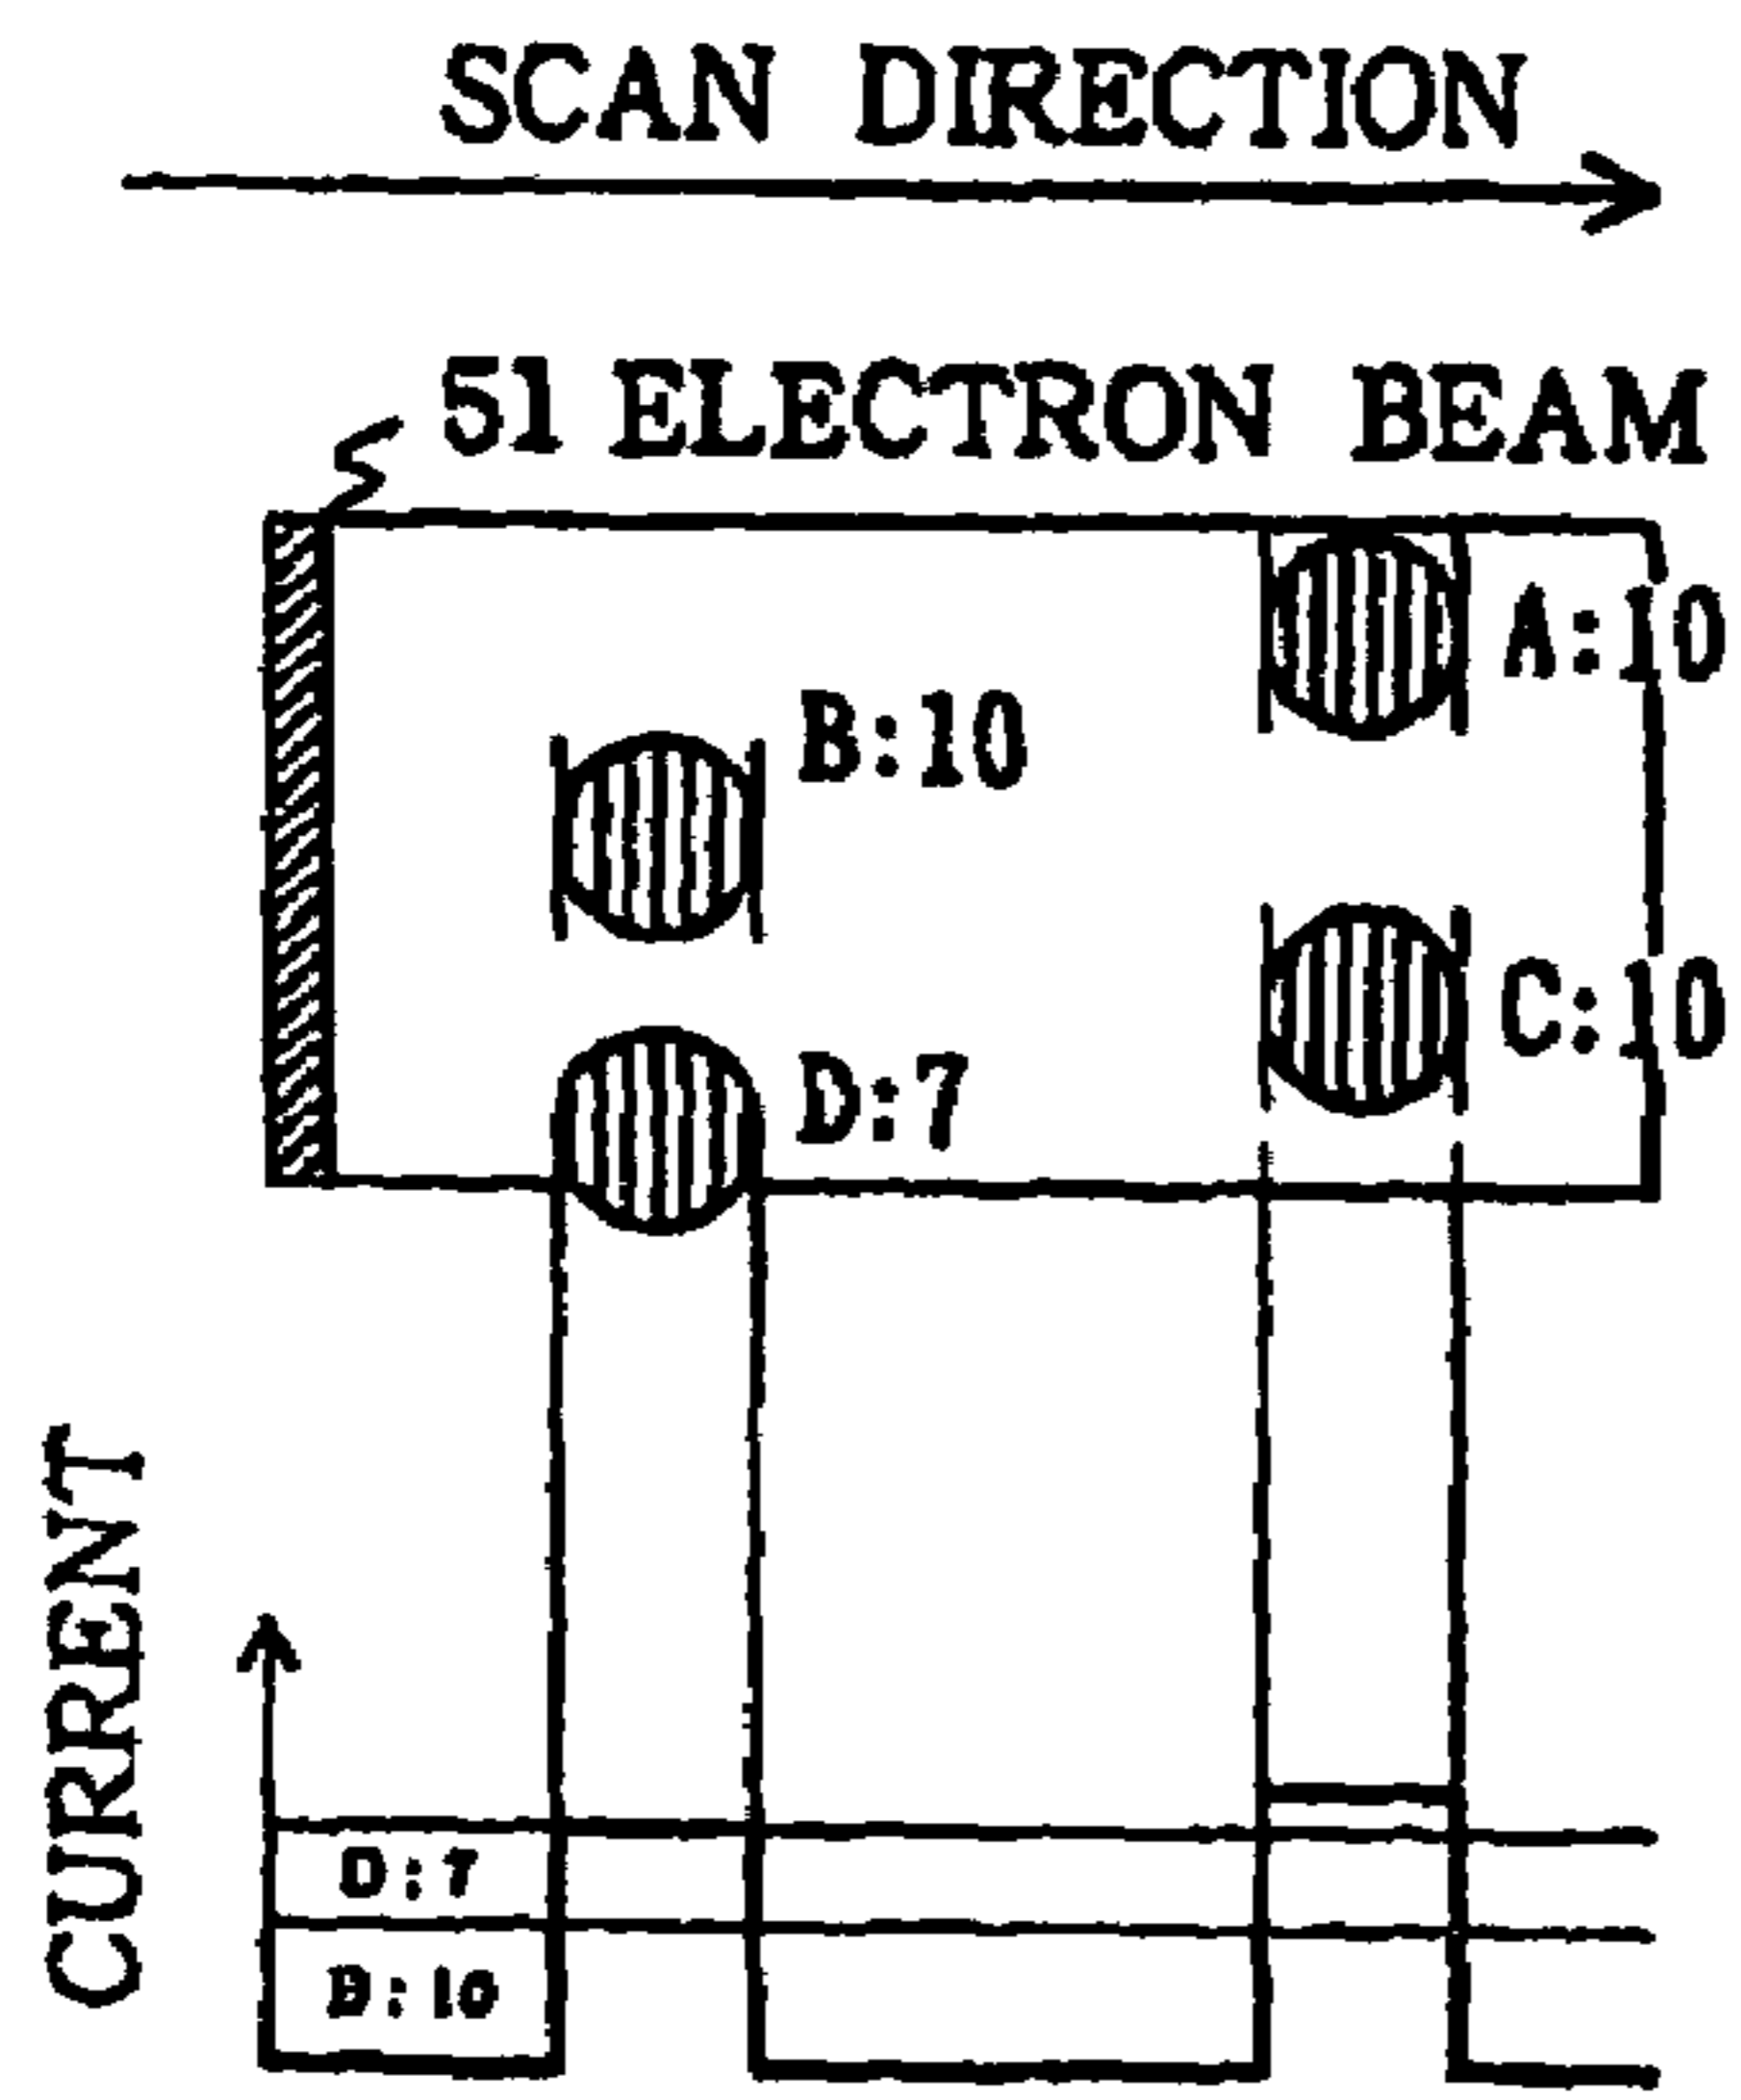 SCAN DIRECTION
51 ELECTRON BEAM
A:10
B:10
C:10
D:7
CURRENT
D:7
B:10